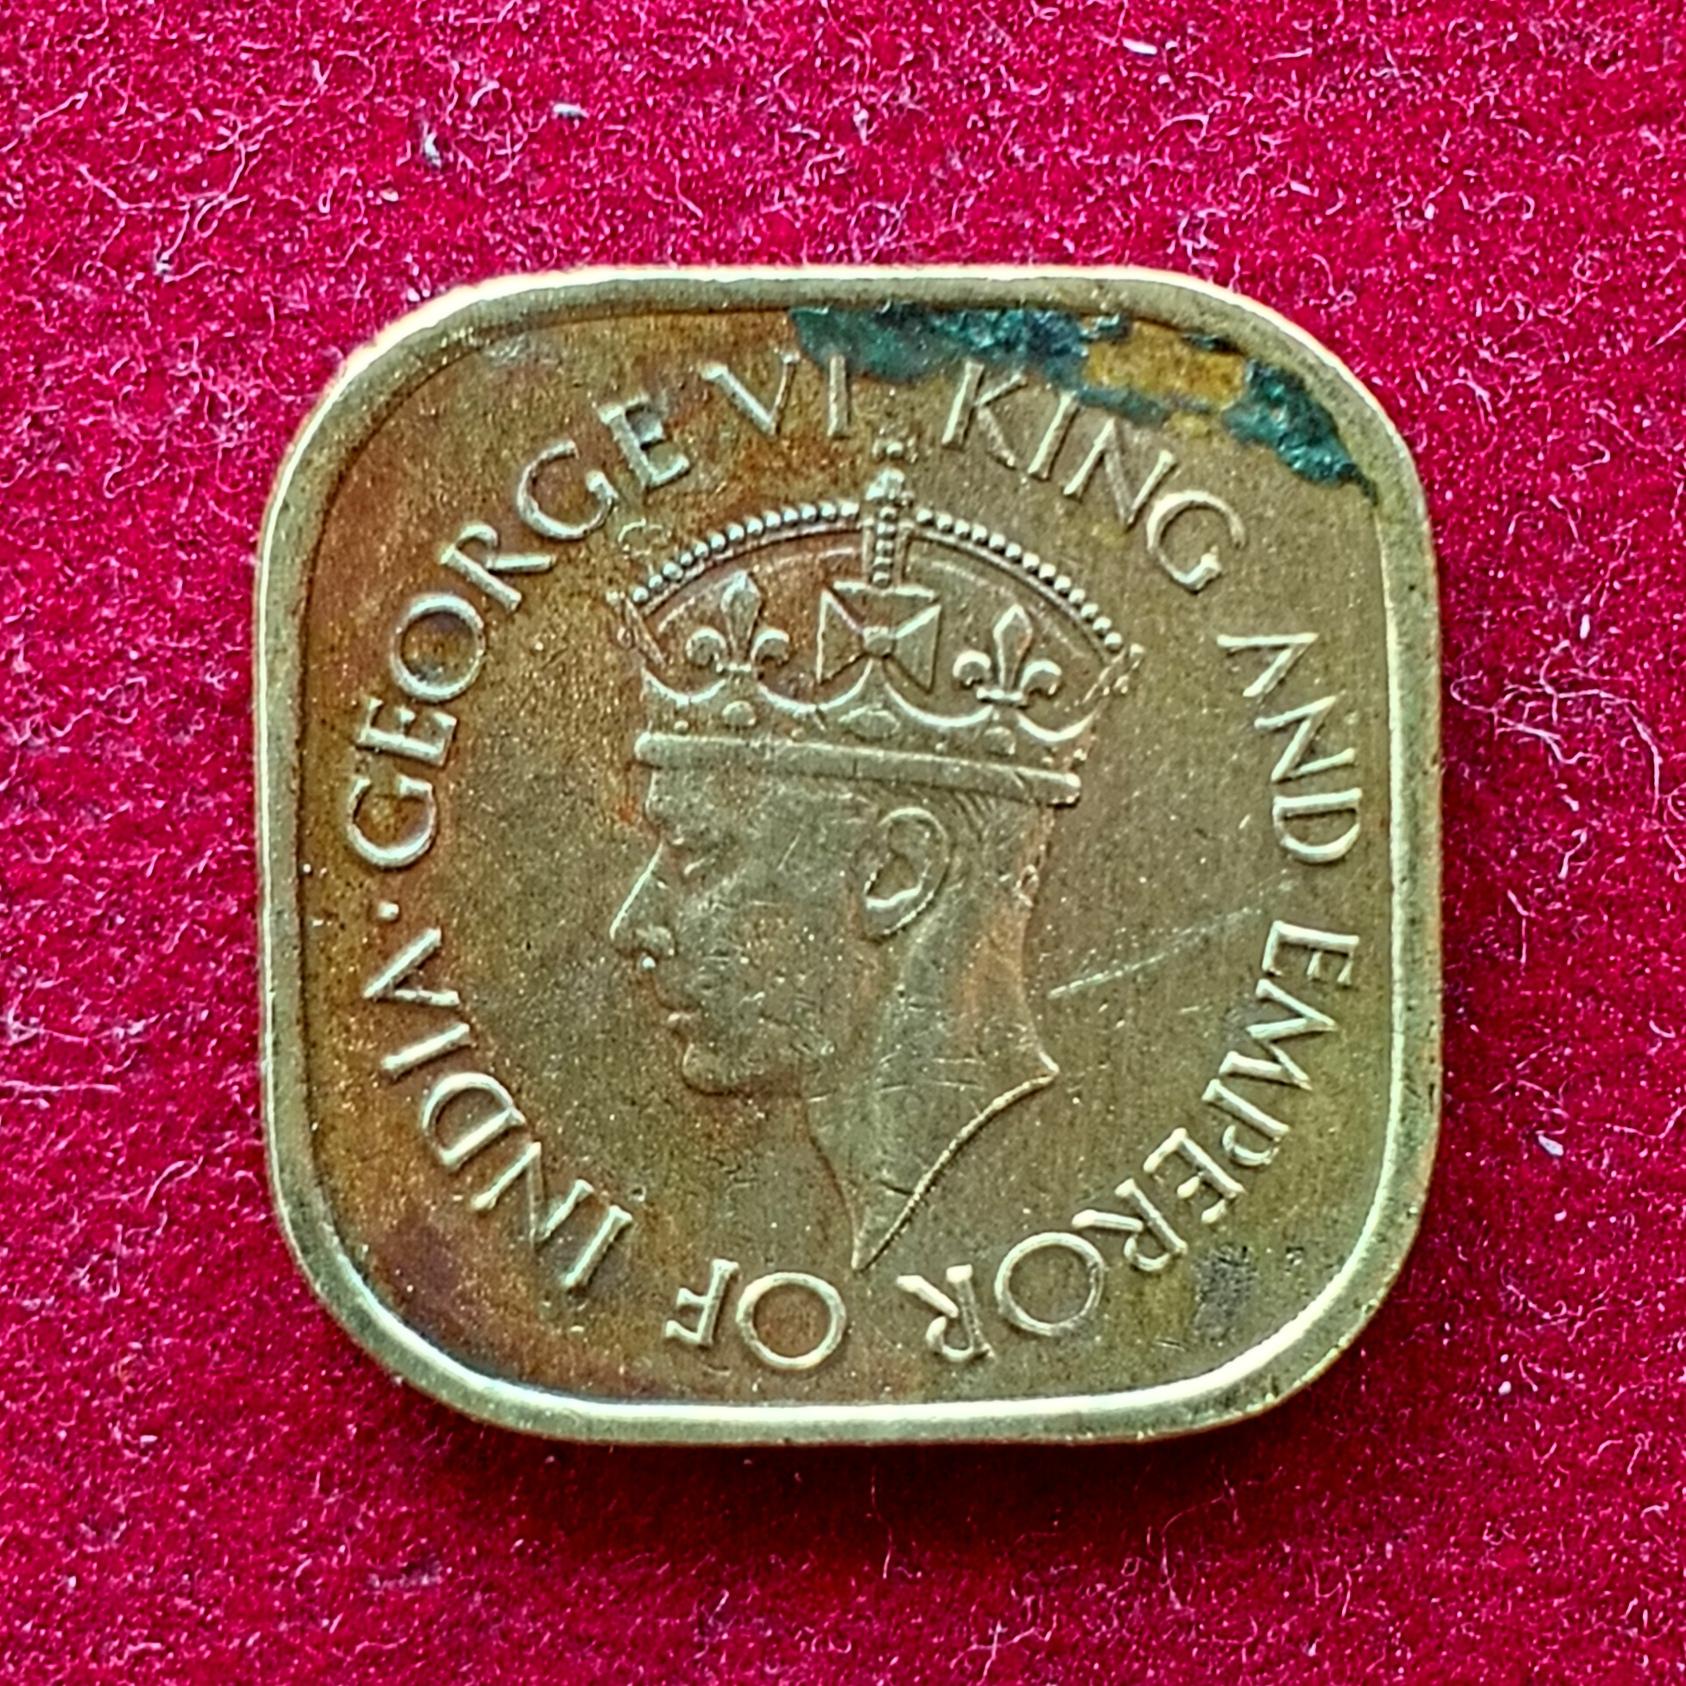 GEORGE VI KING AND EMPEROR OF INDIA·